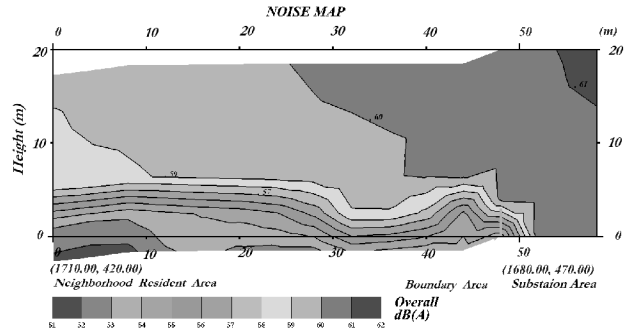 NOISE MAP
0 10 20 30 40 50 (m)
20 20
Height (m)
60
61
10 10
59
57
0 0
0 10 20 30 40 50
(1710.00, 420.00) (1680.00, 470.00)
Neighborhood Resident Area Boundary Area Substaion Area
Overall
dB(A)
51 52 53 54 55 56 57 58 59 60 61 62